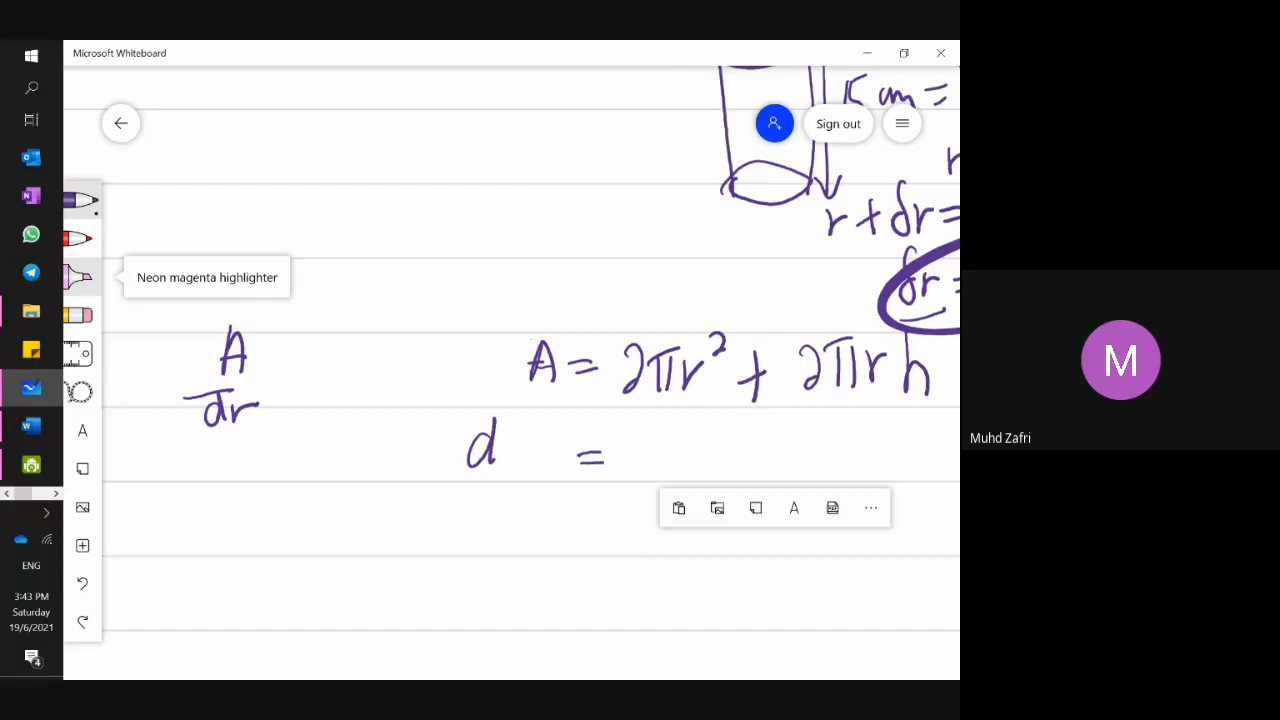 Microsoft Whiteboard
Sign out
cm =
r + δr =
δr =
Neon magenta highlighter
A
dr
A = 2πr² + 2πrh
d =
A
A
ENG
3:43 PM
Saturday
19/6/2021
4
M
Muhd Zafri